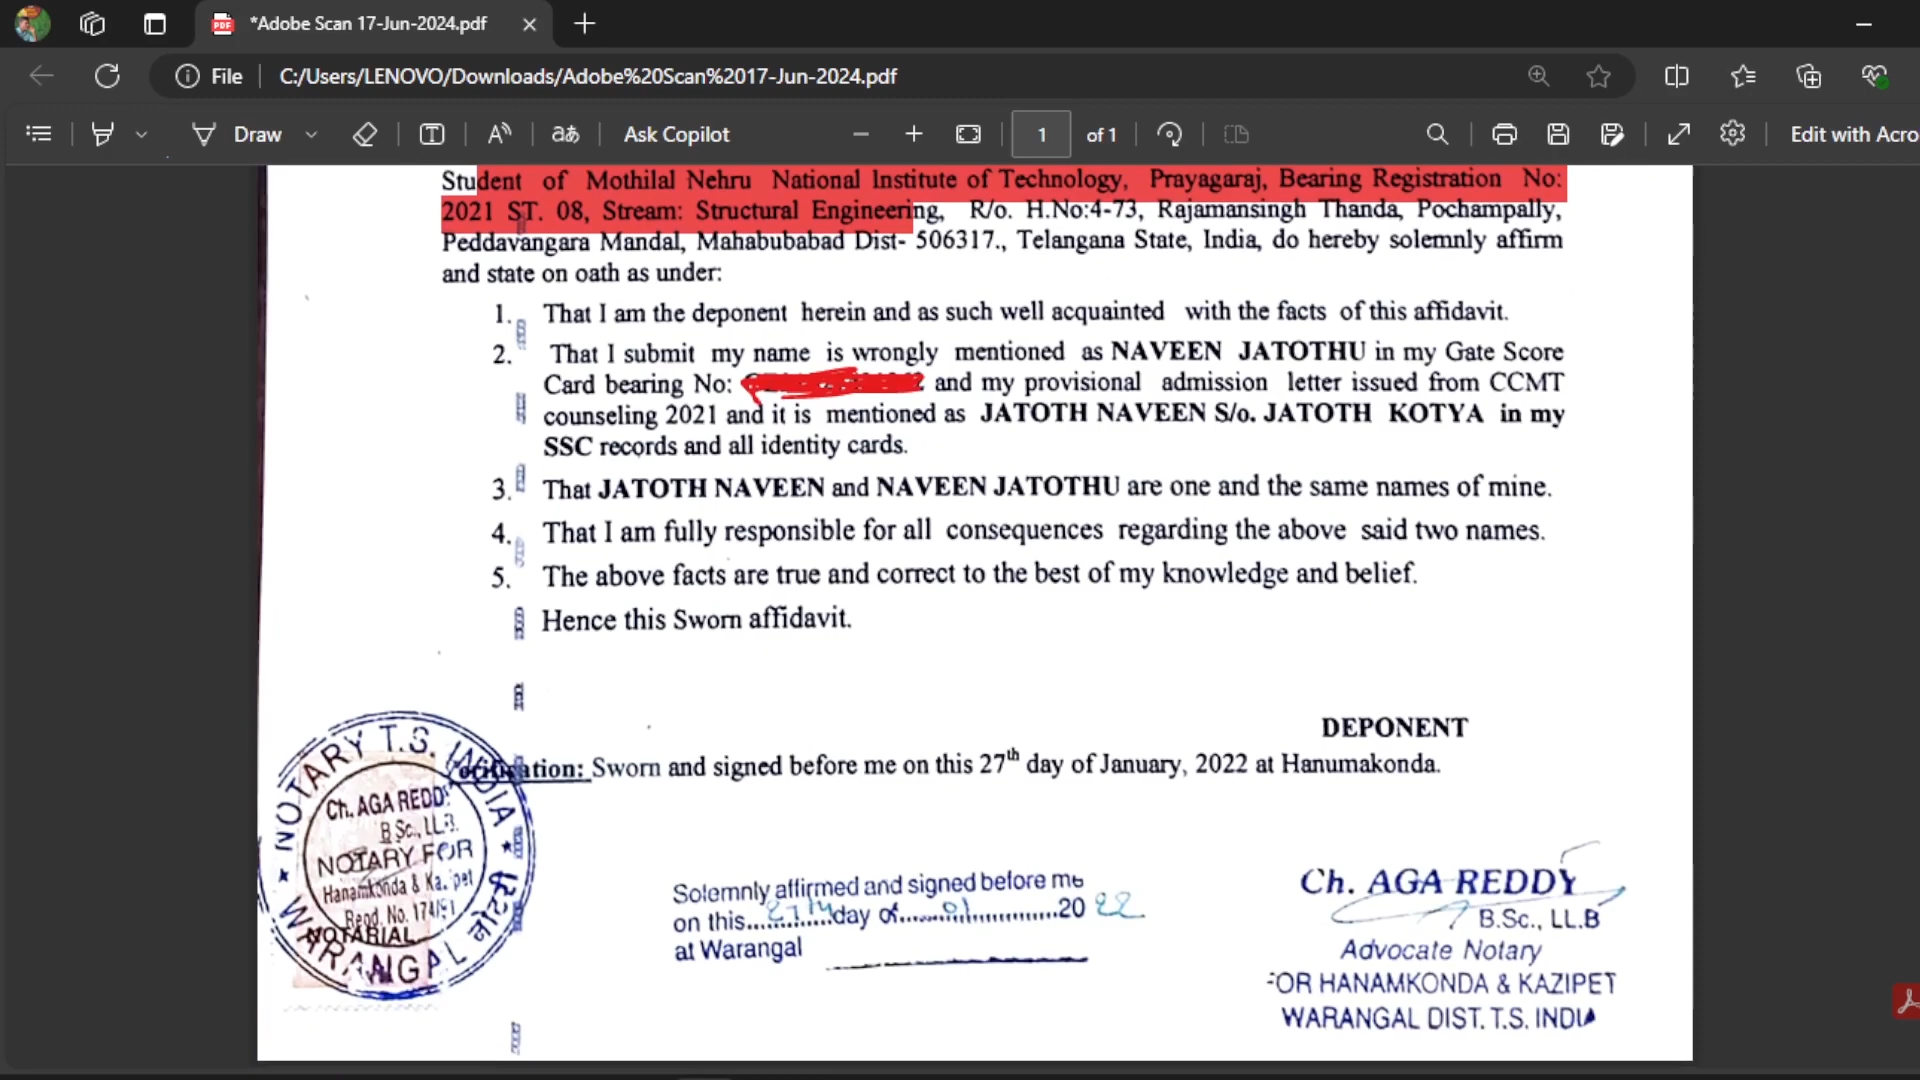 *Adobe Scan 17-Jun-2024.pdf
File C:/Users/LENOVO/Downloads/Adobe%20Scan%2017-Jun-2024.pdf
Draw Ask Copilot 1 of 1 Edit with Acro
Student of Mothilal Nehru National Institute of Technology, Prayagaraj, Bearing Registration No:
2021 ST. 08, Stream: Structural Engineering, R/o. H.No:4-73, Rajamansingh Thanda, Pochampally,
Peddavangara Mandal, Mahabubabad Dist- 506317., Telangana State, India, do hereby solemnly affirm
and state on oath as under:
1. That I am the deponent herein and as such well acquainted with the facts of this affidavit.
2. That I submit my name is wrongly mentioned as NAVEEN JATOTHU in my Gate Score
Card bearing No: and my provisional admission letter issued from CCMT
counseling 2021 and it is mentioned as JATOTH NAVEEN S/o. JATOTH KOTYA in my
SSC records and all identity cards.
3. That JATOTH NAVEEN and NAVEEN JATOTHU are one and the same names of mine.
4. That I am fully responsible for all consequences regarding the above said two names.
5. The above facts are true and correct to the best of my knowledge and belief.
Hence this Sworn affidavit.
DEPONENT
Verification: Sworn and signed before me on this 27th day of January, 2022 at Hanumakonda.
NOTARY T.S. INDIA
Ch. AGA REDDY
B.Sc., LL.B.
NOTARY FOR
Hanamkonda & Kazipet
NOTARIAL
WARANGAL
Solemnly affirmed and signed before me
on this 27th day of 01 2022
at Warangal
Ch. AGA REDDY
B.Sc., LL.B
Advocate Notary
FOR HANAMKONDA & KAZIPET
WARANGAL DIST. T.S. INDIA